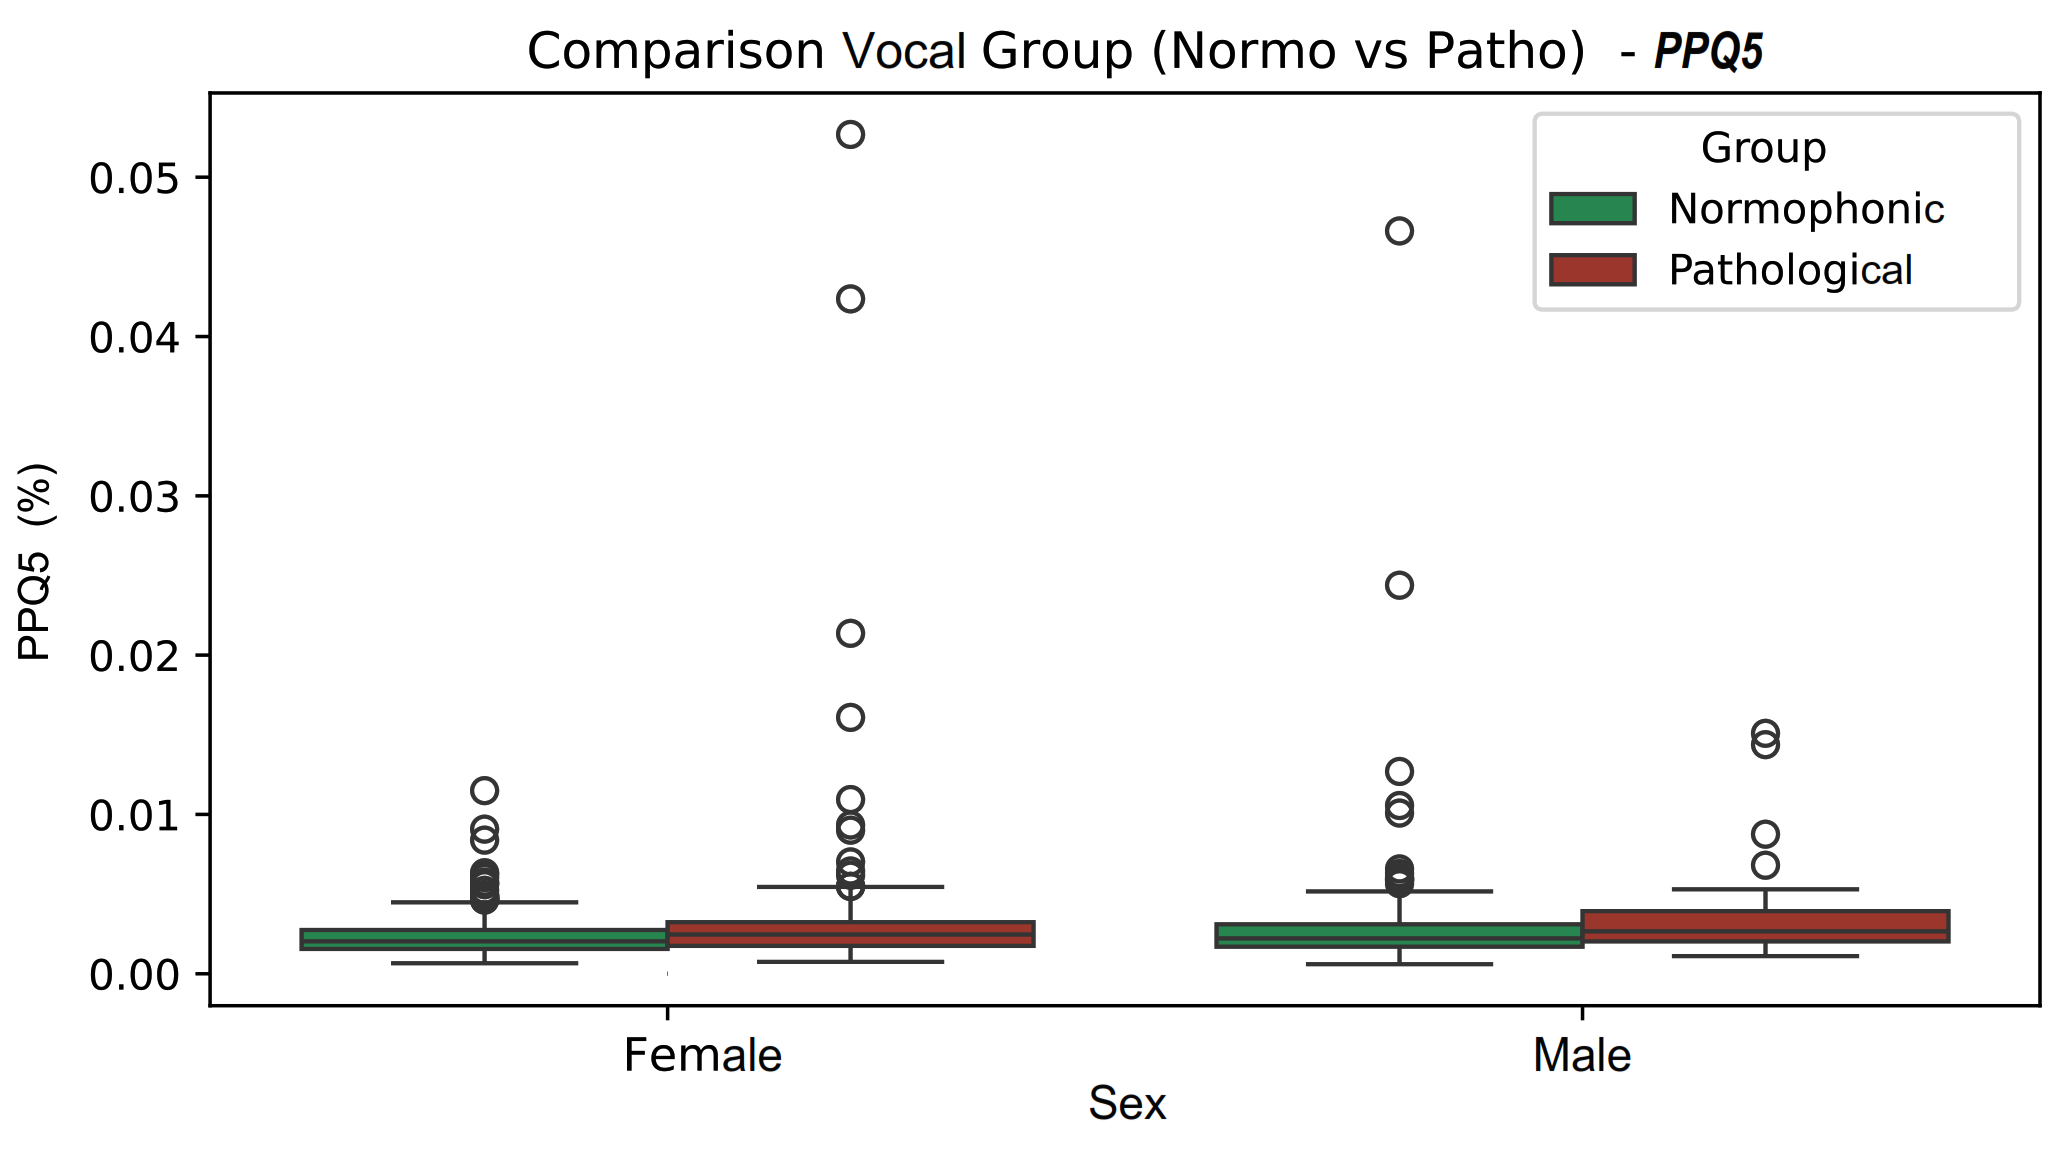 Comparison Vocal Group (Normo vs Patho) - PPQ5
Group
Normophonic
Pathological
PPQ5 (%)
0.05
0.04
0.03
0.02
0.01
0.00
Female
Male
Sex